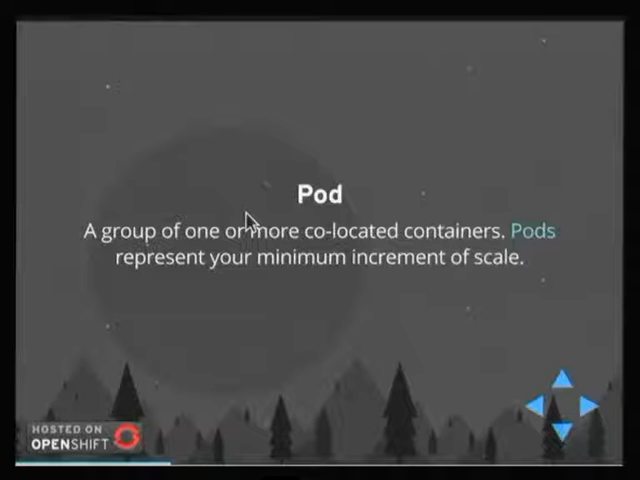 Pod
A group of one or more co-located containers. Pods
represent your minimum increment of scale.
HOSTED ON
OPENSHIFT